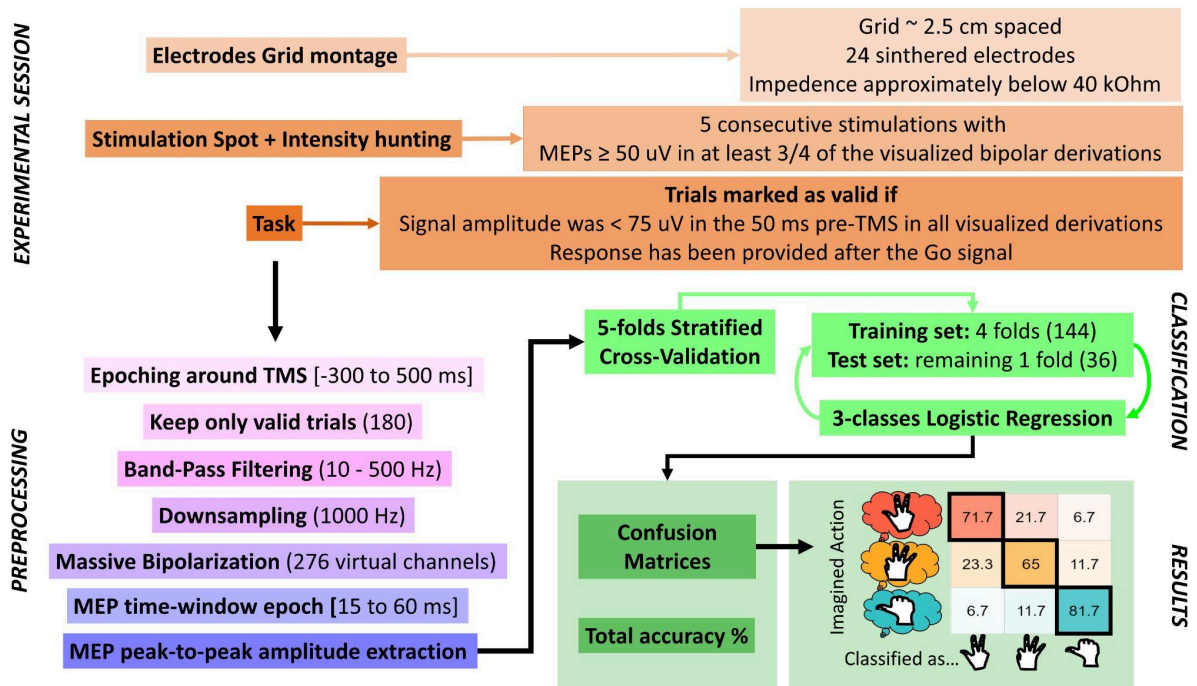 EXPERIMENTAL SESSION
Electrodes Grid montage
Grid ~ 2.5 cm spaced
24 sinthered electrodes
Impedence approximately below 40 kOhm
Stimulation Spot + Intensity hunting
5 consecutive stimulations with
MEPs ≥ 50 uV in at least 3/4 of the visualized bipolar derivations
Task
Trials marked as valid if
Signal amplitude was < 75 uV in the 50 ms pre-TMS in all visualized derivations
Response has been provided after the Go signal
PREPROCESSING
Epoching around TMS [-300 to 500 ms]
Keep only valid trials (180)
Band-Pass Filtering (10 - 500 Hz)
Downsampling (1000 Hz)
Massive Bipolarization (276 virtual channels)
MEP time-window epoch [15 to 60 ms]
MEP peak-to-peak amplitude extraction
CLASSIFICATION
5-folds Stratified
Cross-Validation
Training set: 4 folds (144)
Test set: remaining 1 fold (36)
3-classes Logistic Regression
RESULTS
Confusion
Matrices
Total accuracy %
Imagined Action
71.7 21.7 6.7
23.3 65 11.7
6.7 11.7 81.7
Classified as...